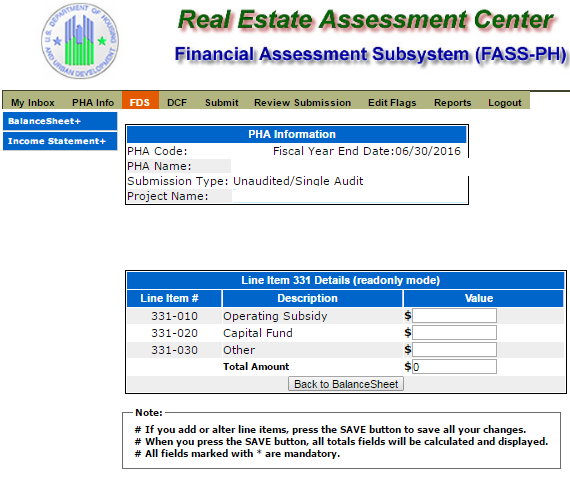 U.S. DEPARTMENT OF HOUSING
AND URBAN DEVELOPMENT
Real Estate Assessment Center
Financial Assessment Subsystem (FASS-PH)
My Inbox PHA Info FDS DCF Submit Review Submission Edit Flags Reports Logout
BalanceSheet+
Income Statement+
PHA Information
PHA Code: Fiscal Year End Date:06/30/2016
PHA Name:
Submission Type: Unaudited/Single Audit
Project Name:
Line Item 331 Details (readonly mode)
Line Item # Description Value
331-010 Operating Subsidy $
331-020 Capital Fund $
331-030 Other $
Total Amount $0
Back to BalanceSheet
Note:
# If you add or alter line items, press the SAVE button to save all your changes.
# When you press the SAVE button, all totals fields will be calculated and displayed.
# All fields marked with * are mandatory.